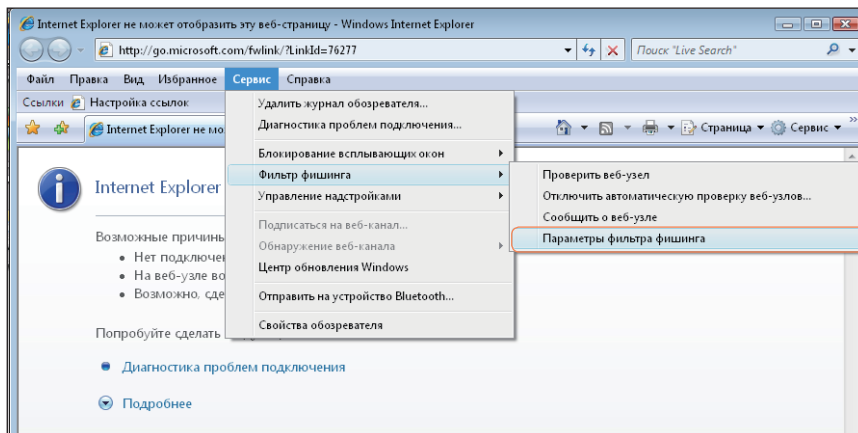 Internet Explorer не может отобразить эту веб-страницу - Windows Internet Explorer
http://go.microsoft.com/fwlink/?LinkId=76277
Поиск "Live Search"
Файл Правка Вид Избранное Сервис Справка
Ссылки Настройка ссылок
Internet Explorer не мо
Страница Сервис
Удалить журнал обозревателя...
Диагностика проблем подключения...
Блокирование всплывающих окон
Фильтр фишинга
Управление надстройками
Подписаться на веб-канал...
Обнаружение веб-канала
Центр обновления Windows
Отправить на устройство Bluetooth...
Свойства обозревателя
Проверить веб-узел
Отключить автоматическую проверку веб-узлов...
Сообщить о веб-узле
Параметры фильтра фишинга
Internet Explorer
Возможные причины
Нет подключе
На веб-узле во
Возможно, сде
Попробуйте сделать
Диагностика проблем подключения
Подробнее